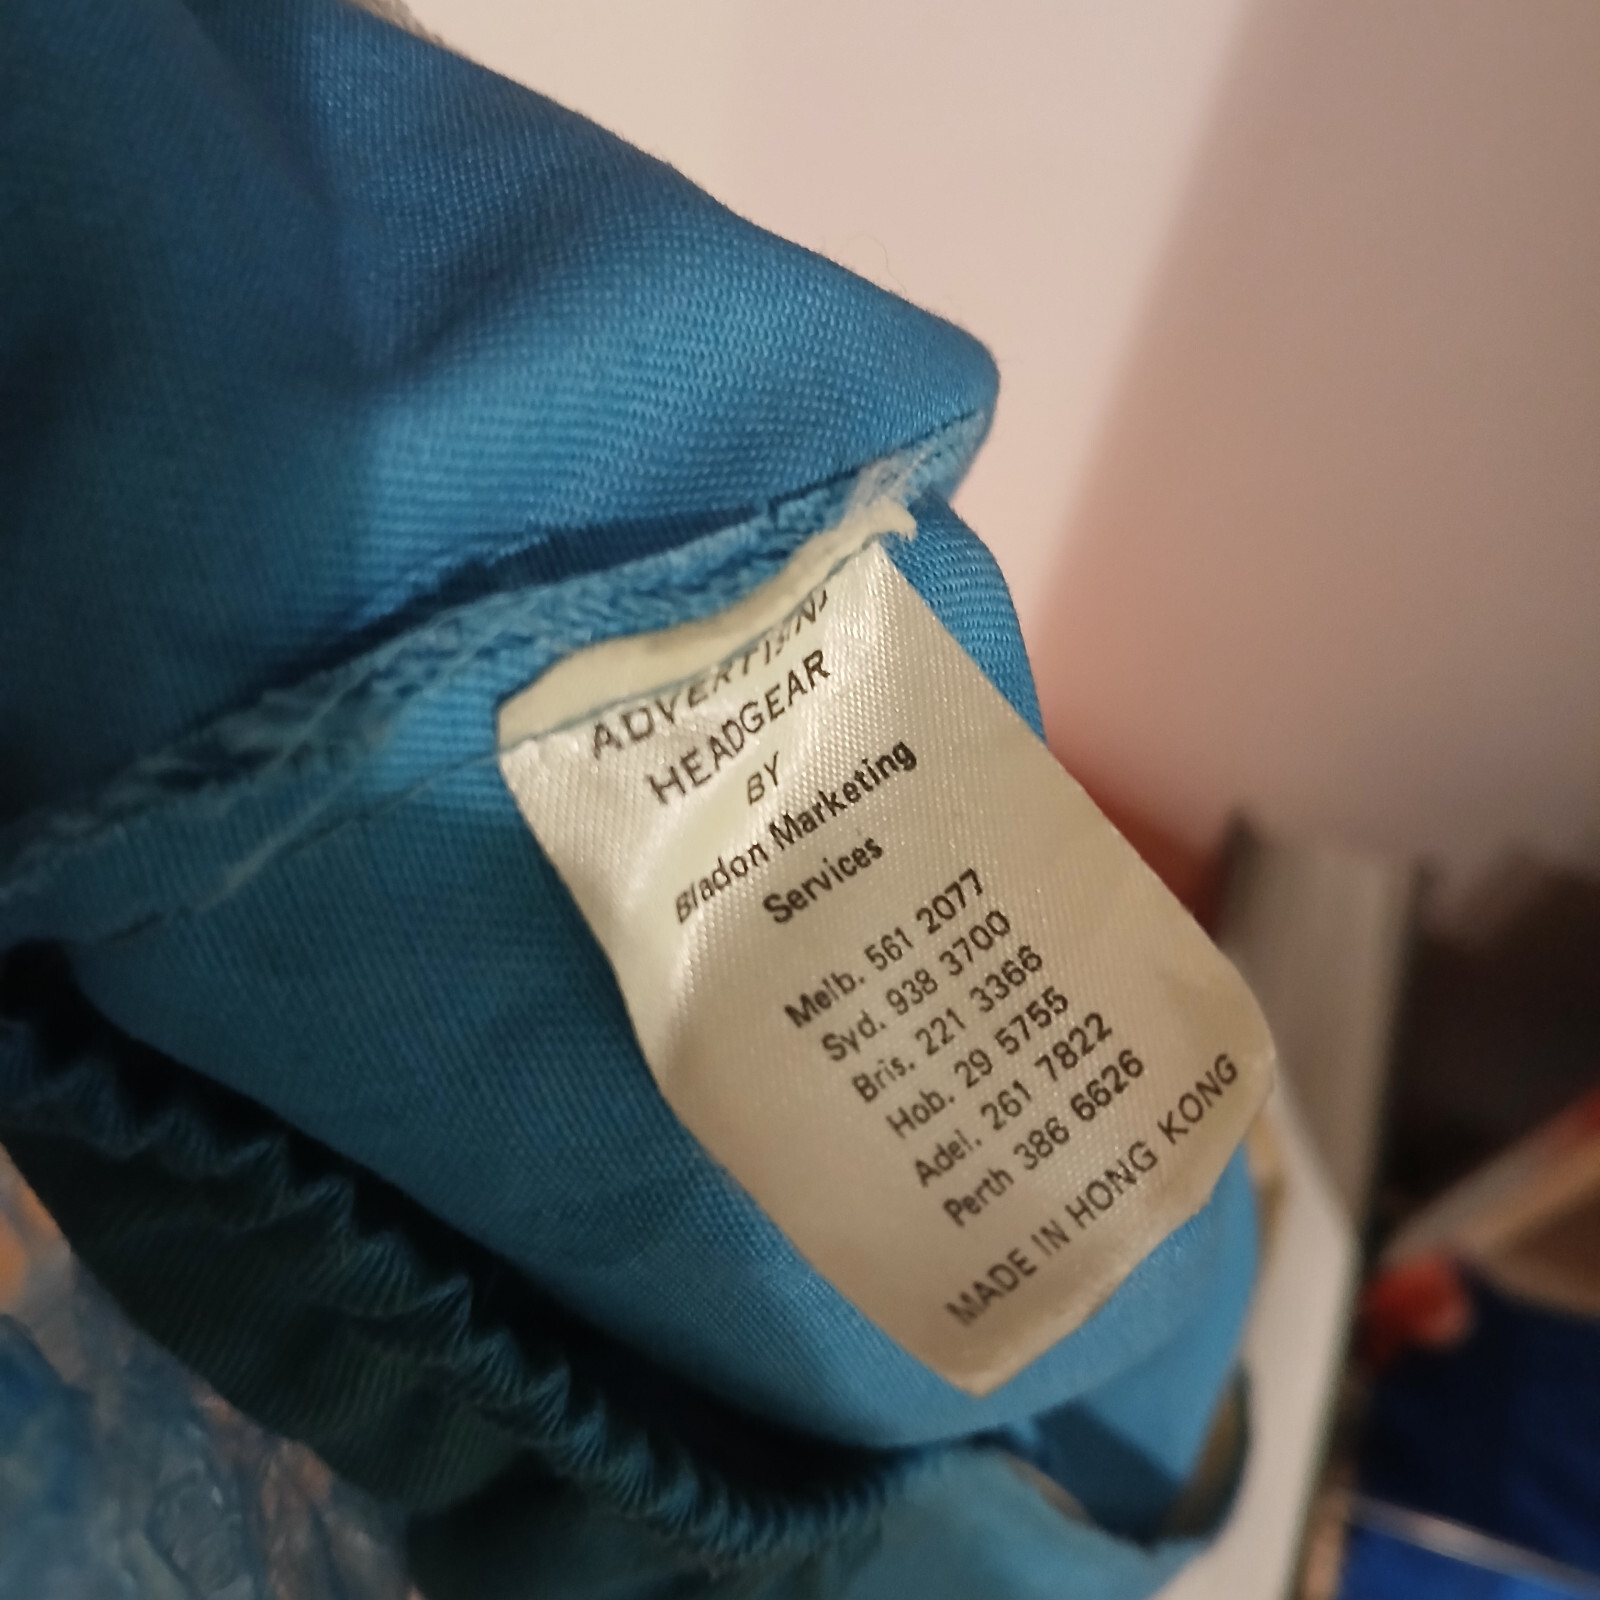 ADVERTISING
HEADGEAR
BY
Bladon Marketing
Services
Melb. 561 2077
Syd. 938 3700
Bris. 221 3366
Hob. 29 5755
Adel. 261 7822
Perth 386 6626
MADE IN HONG KONG